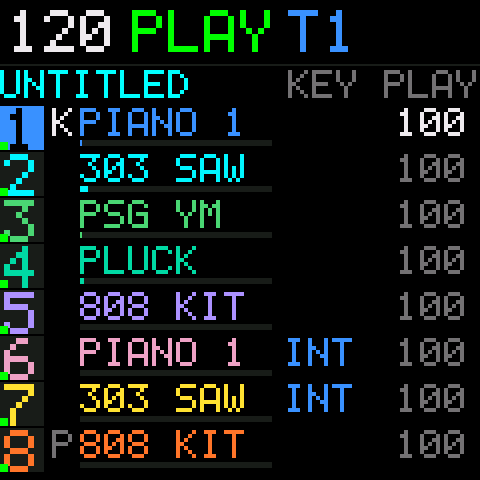 120 PLAY T1
UNTITLED KEY PLAY
1 K PIANO 1 100
2 303 SAW 100
3 PSG YM 100
4 PLUCK 100
5 808 KIT 100
6 PIANO 1 INT 100
7 303 SAW INT 100
8 P 808 KIT 100